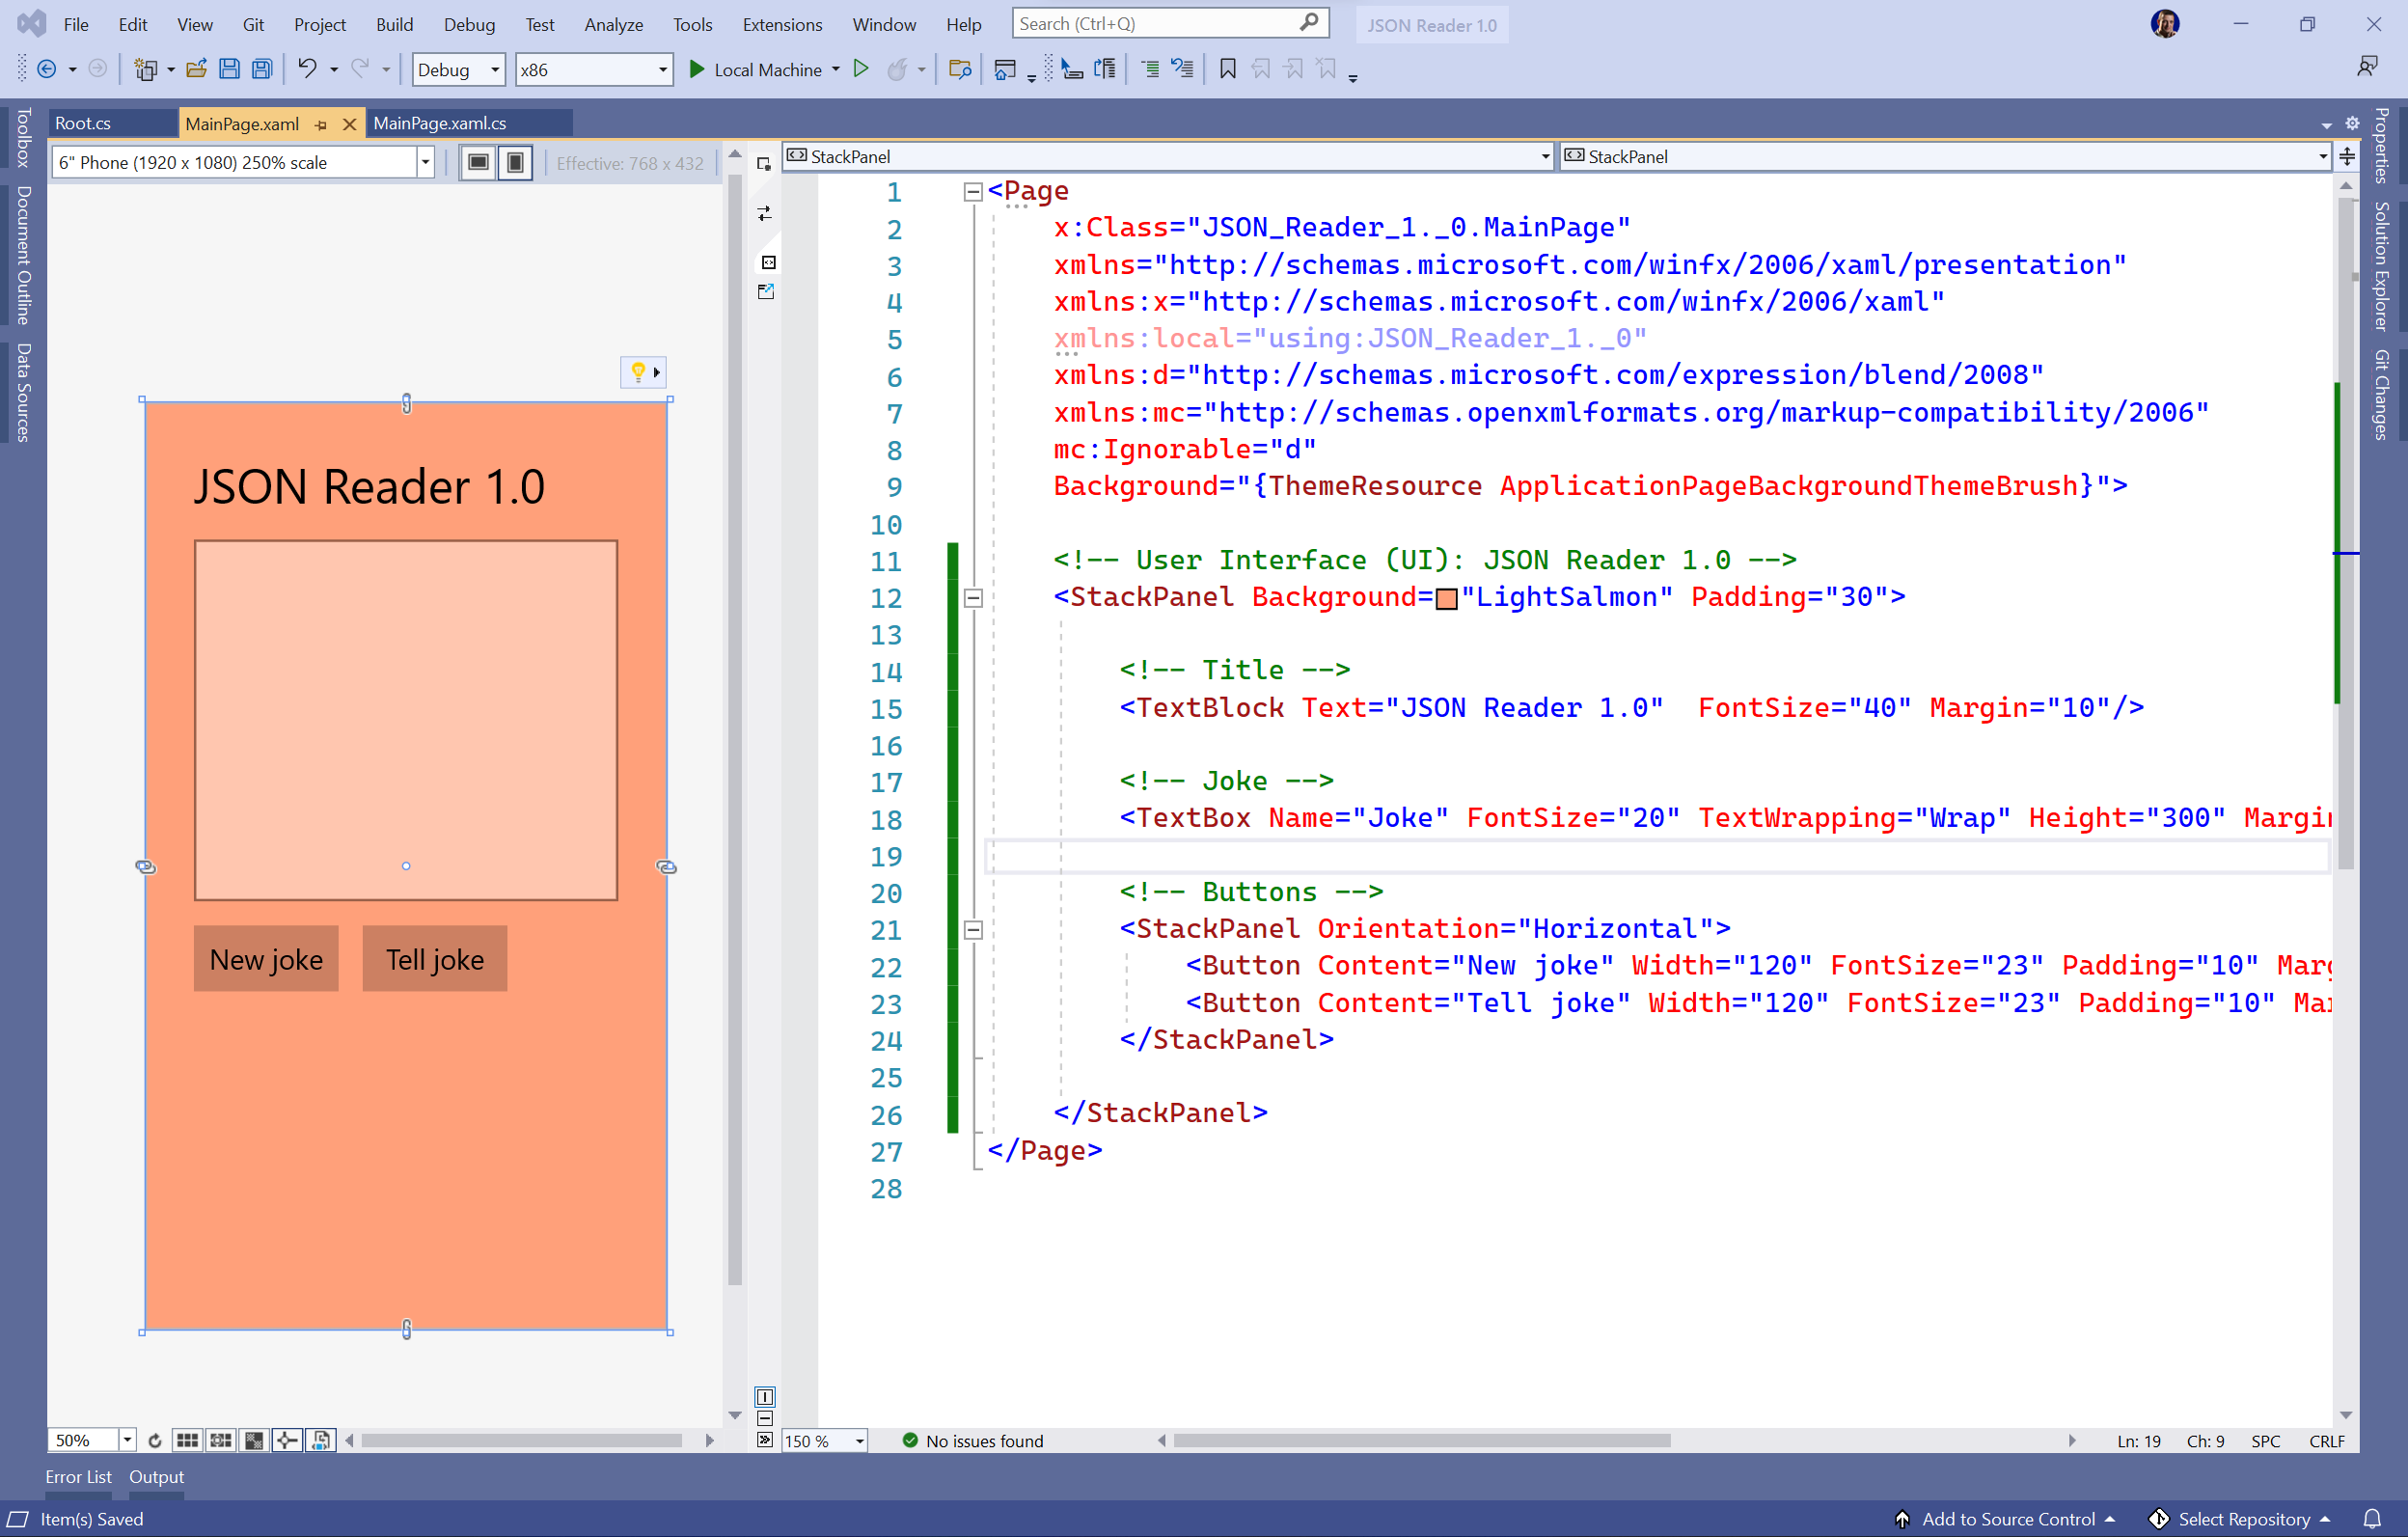 File Edit View Git Project Build Debug Test Analyze Tools Extensions Window Help Search (Ctrl+Q) JSON Reader 1.0
Debug x86 Local Machine
Toolbox
Document Outline
Data Sources
Root.cs MainPage.xaml MainPage.xaml.cs
6" Phone (1920 x 1080) 250% scale Effective: 768 x 432
JSON Reader 1.0
New joke Tell joke
50%
StackPanel StackPanel
1 <Page
2 x:Class="JSON_Reader_1._0.MainPage"
3 xmlns="http://schemas.microsoft.com/winfx/2006/xaml/presentation"
4 xmlns:x="http://schemas.microsoft.com/winfx/2006/xaml"
5 xmlns:local="using:JSON_Reader_1._0"
6 xmlns:d="http://schemas.microsoft.com/expression/blend/2008"
7 xmlns:mc="http://schemas.openxmlformats.org/markup-compatibility/2006"
8 mc:Ignorable="d"
9 Background="{ThemeResource ApplicationPageBackgroundThemeBrush}">
10
11 <!-- User Interface (UI): JSON Reader 1.0 -->
12 <StackPanel Background="LightSalmon" Padding="30">
13
14 <!-- Title -->
15 <TextBlock Text="JSON Reader 1.0"  FontSize="40" Margin="10"/>
16
17 <!-- Joke -->
18 <TextBox Name="Joke" FontSize="20" TextWrapping="Wrap" Height="300" Margi
19
20 <!-- Buttons -->
21 <StackPanel Orientation="Horizontal">
22 <Button Content="New joke" Width="120" FontSize="23" Padding="10" Mar
23 <Button Content="Tell joke" Width="120" FontSize="23" Padding="10" Ma
24 </StackPanel>
25
26 </StackPanel>
27 </Page>
28
150 % No issues found Ln: 19 Ch: 9 SPC CRLF
Properties
Solution Explorer
Git Changes
Error List Output
Item(s) Saved Add to Source Control Select Repository